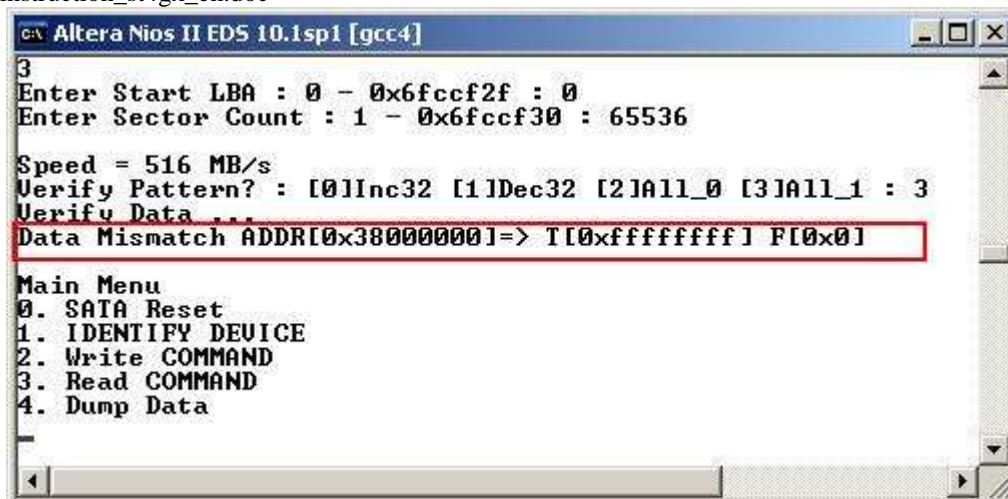 Altera Nios II EDS 10.1sp1 [gcc4]
3
Enter Start LBA : 0 - 0x6fccf2f : 0
Enter Sector Count : 1 - 0x6fccf30 : 65536
Speed = 516 MB/s
Verify Pattern? : [0]Inc32 [1]Dec32 [2]All_0 [3]All_1 : 3
Verify Data ...
Data Mismatch ADDR[0x38000000]=> T[0xffffffff] F[0x0]
Main Menu
0. SATA Reset
1. IDENTIFY DEVICE
2. Write COMMAND
3. Read COMMAND
4. Dump Data